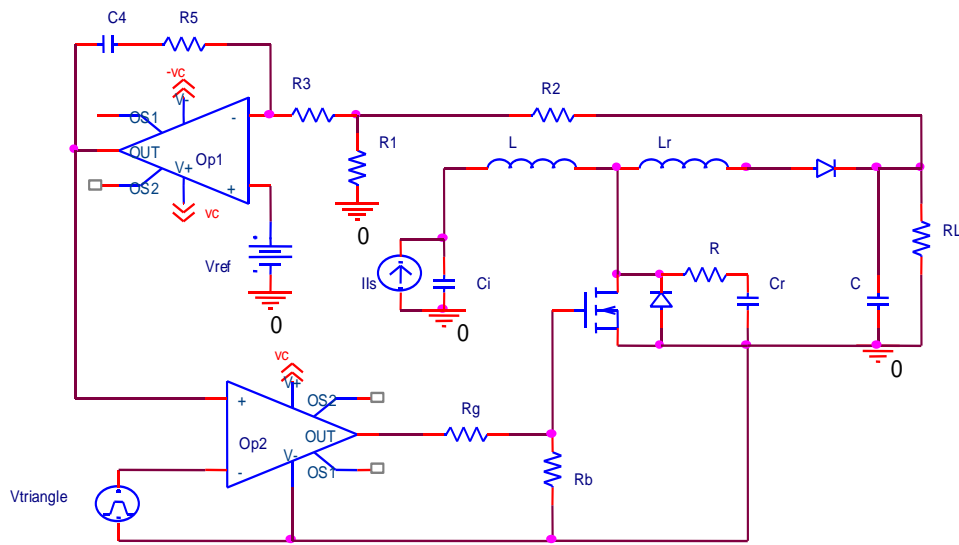 C4
R5
-vc
V-
OS1
-
R3
R2
OUT
Op1
R1
L
Lr
V+
+
OS2
vc
0
RL
Vref
IIs
Ci
R
Cr
C
0
0
0
vc
V+
OS2
+
Rg
OUT
Op2
V-
-
OS1
Rb
Vtriangle